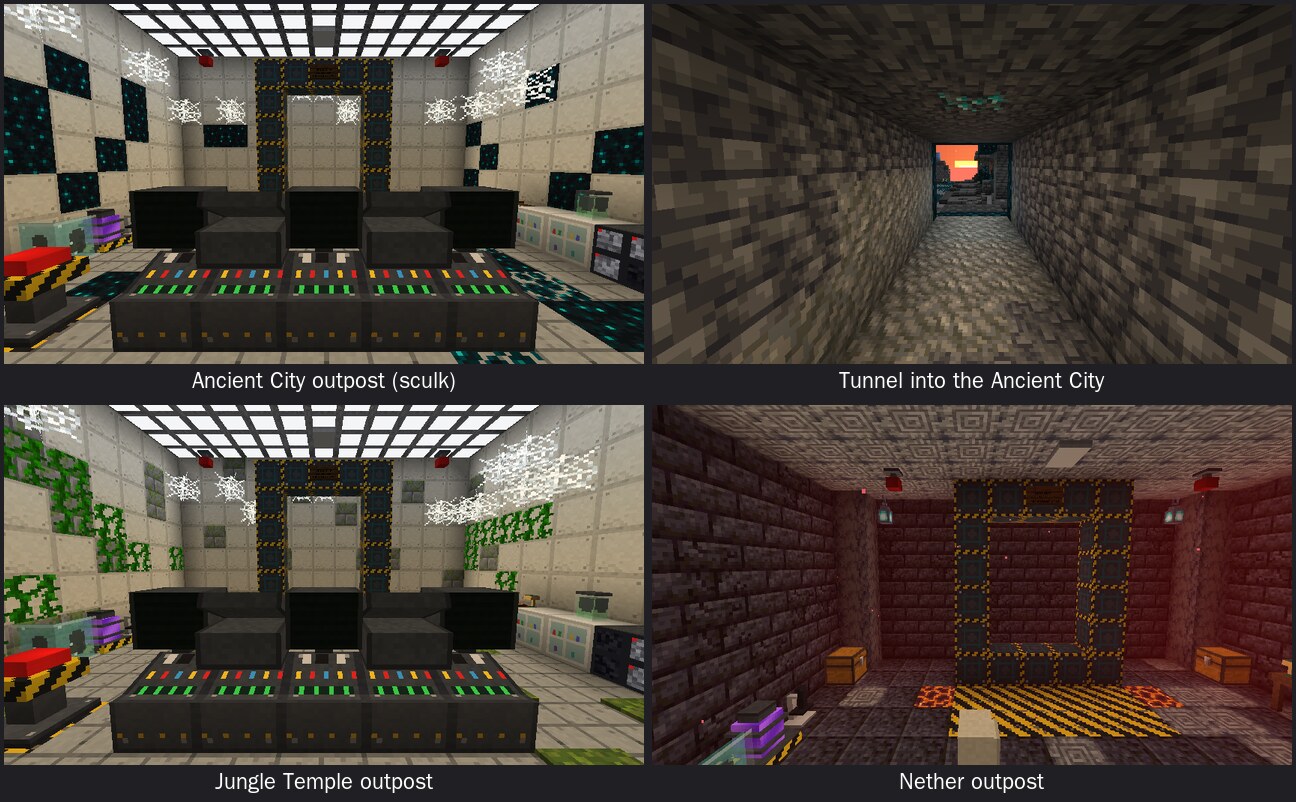 Ancient City outpost (sculk)
Tunnel into the Ancient City
Jungle Temple outpost
Nether outpost